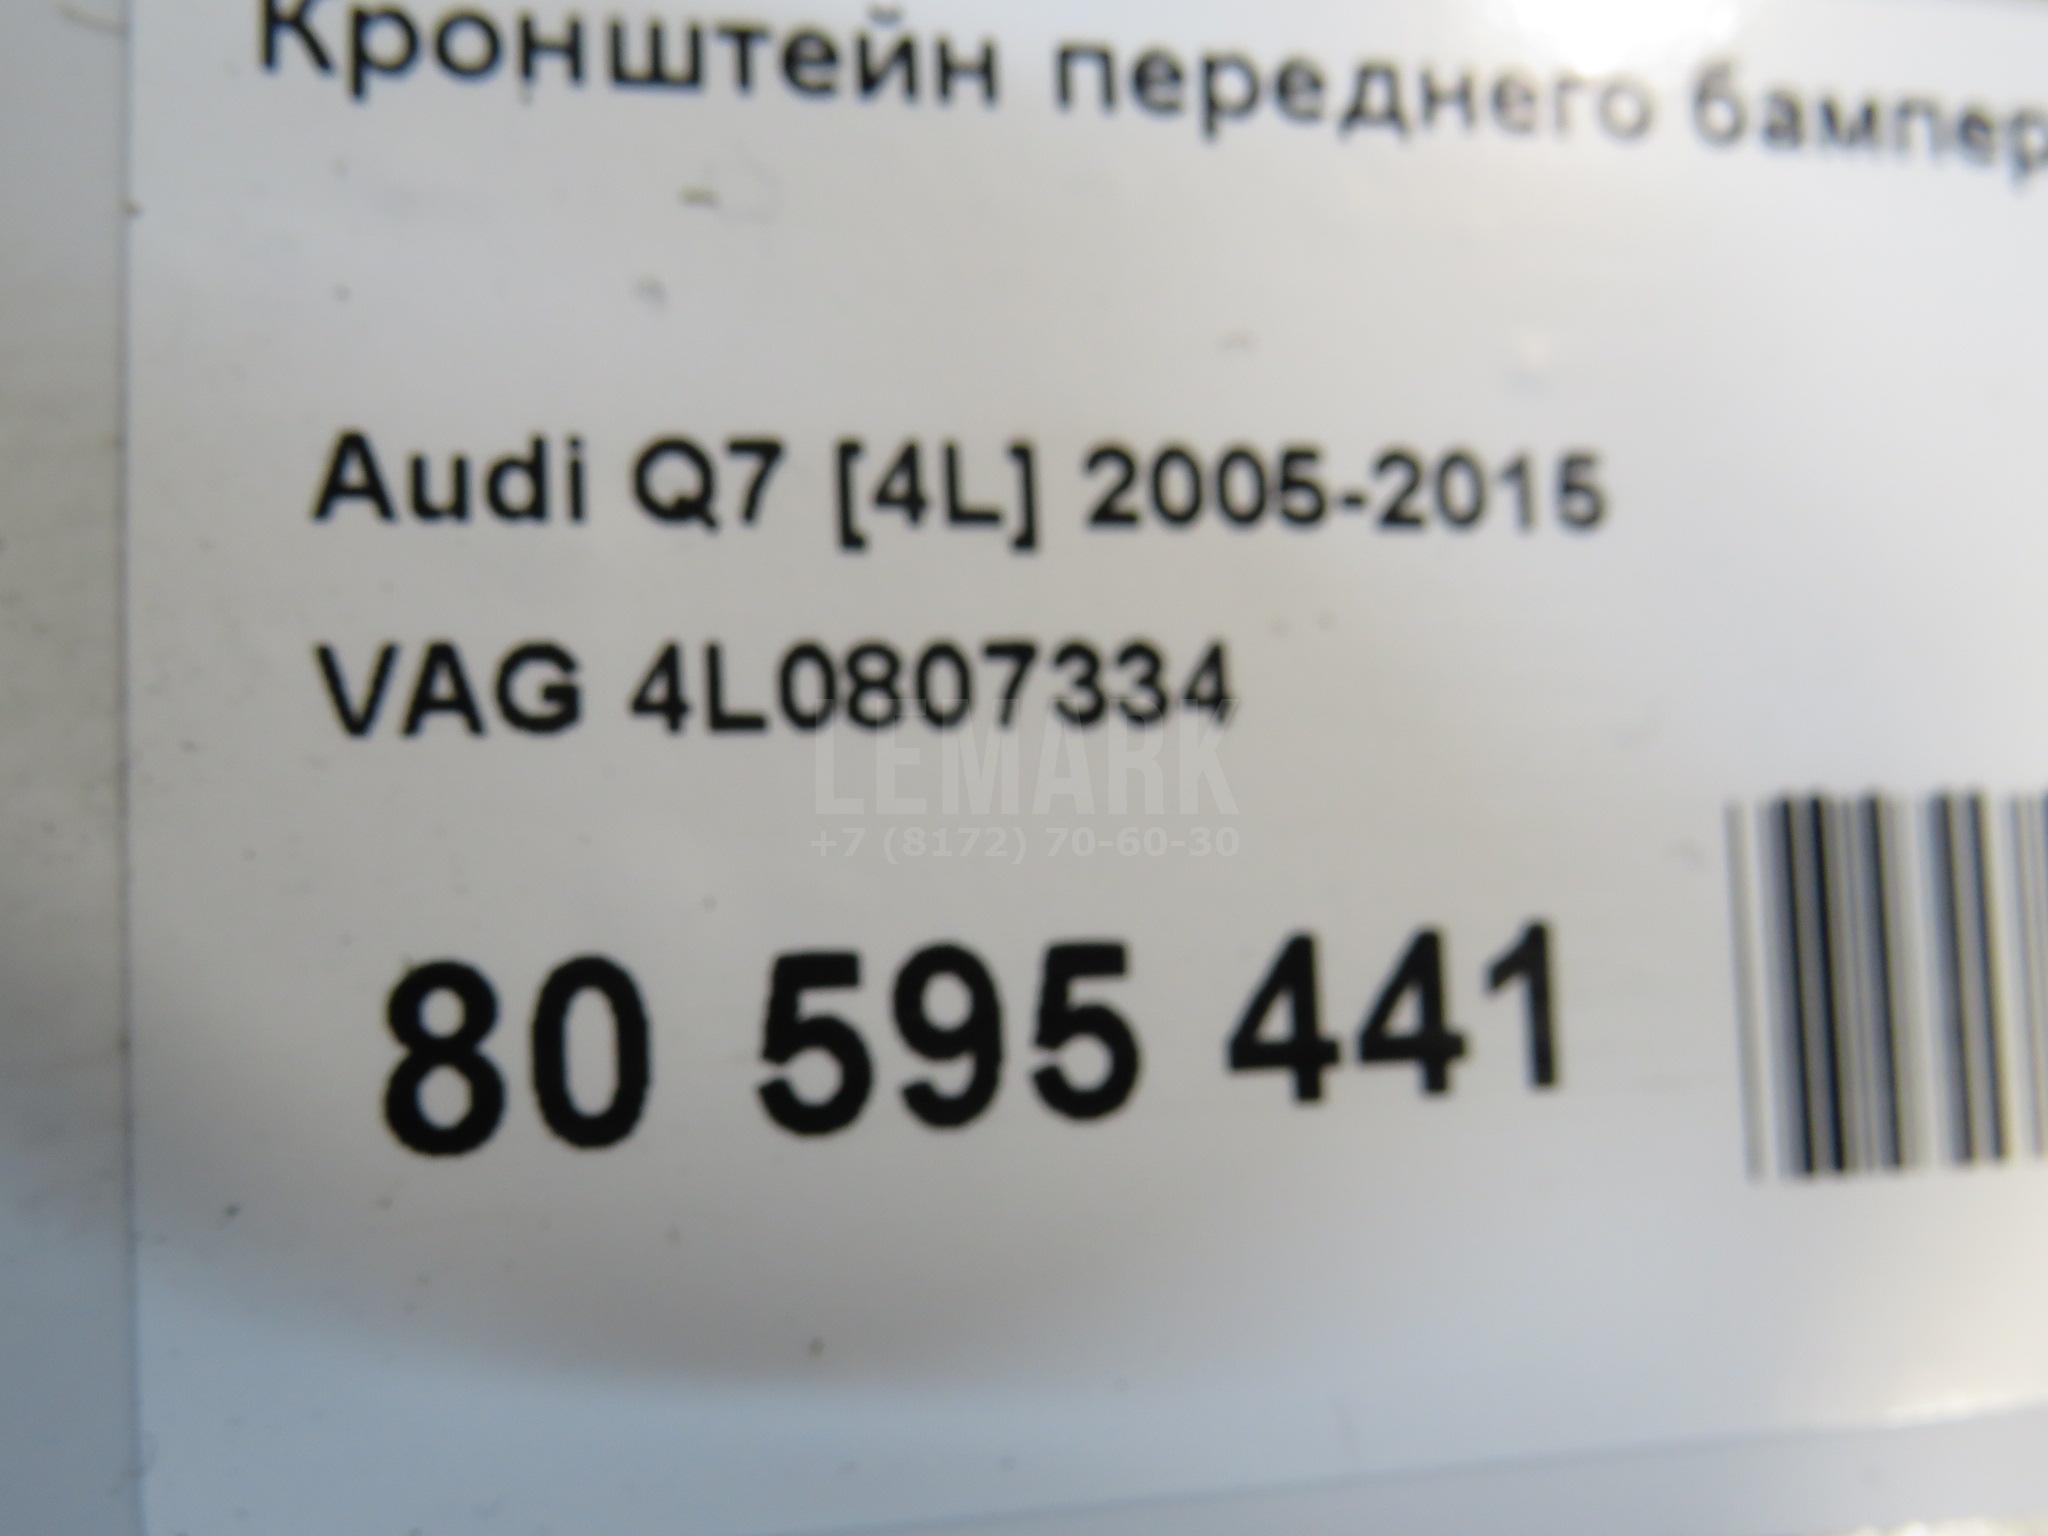 Кронштейн переднего бампер
Audi Q7 [4L] 2005-2015
VAG 4L0807334
LEMARK
+7 (8172) 70-60-30
80 595 441